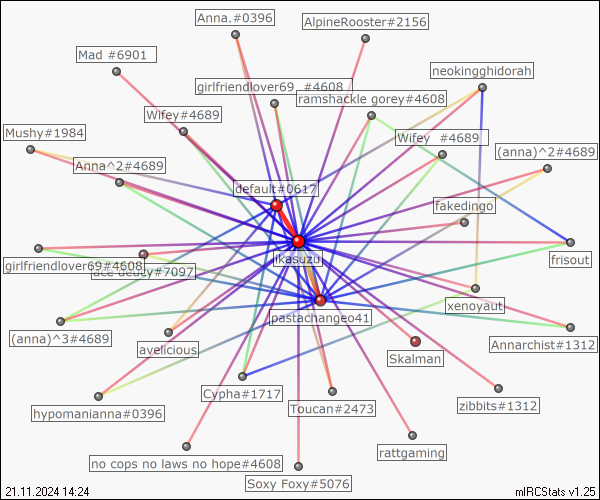 Anna.#0396
AlpineRooster#2156
Mad #6901
neokingghidorah
girlfriendlover69_#4608
ramshackle gorey#4608
Wifey#4689
Mushy#1984
Wifey #4689
(anna)^2#4689
Anna^2#4689
default#0617
fakedingo
ikasuzu
frisout
girlfriendlover69#4608
ace deusy#7097
xenoyaut
pastachange041
(anna)^3#4689
avelicious
Annarchist#1312
Skalman
Cypha#1717
Toucan#2473
zibbits#1312
hypomanianna#0396
rattgaming
no cops no laws no hope#4608
Soxy Foxy#5076
21.11.2024 14:24
mIRCStats v1.25